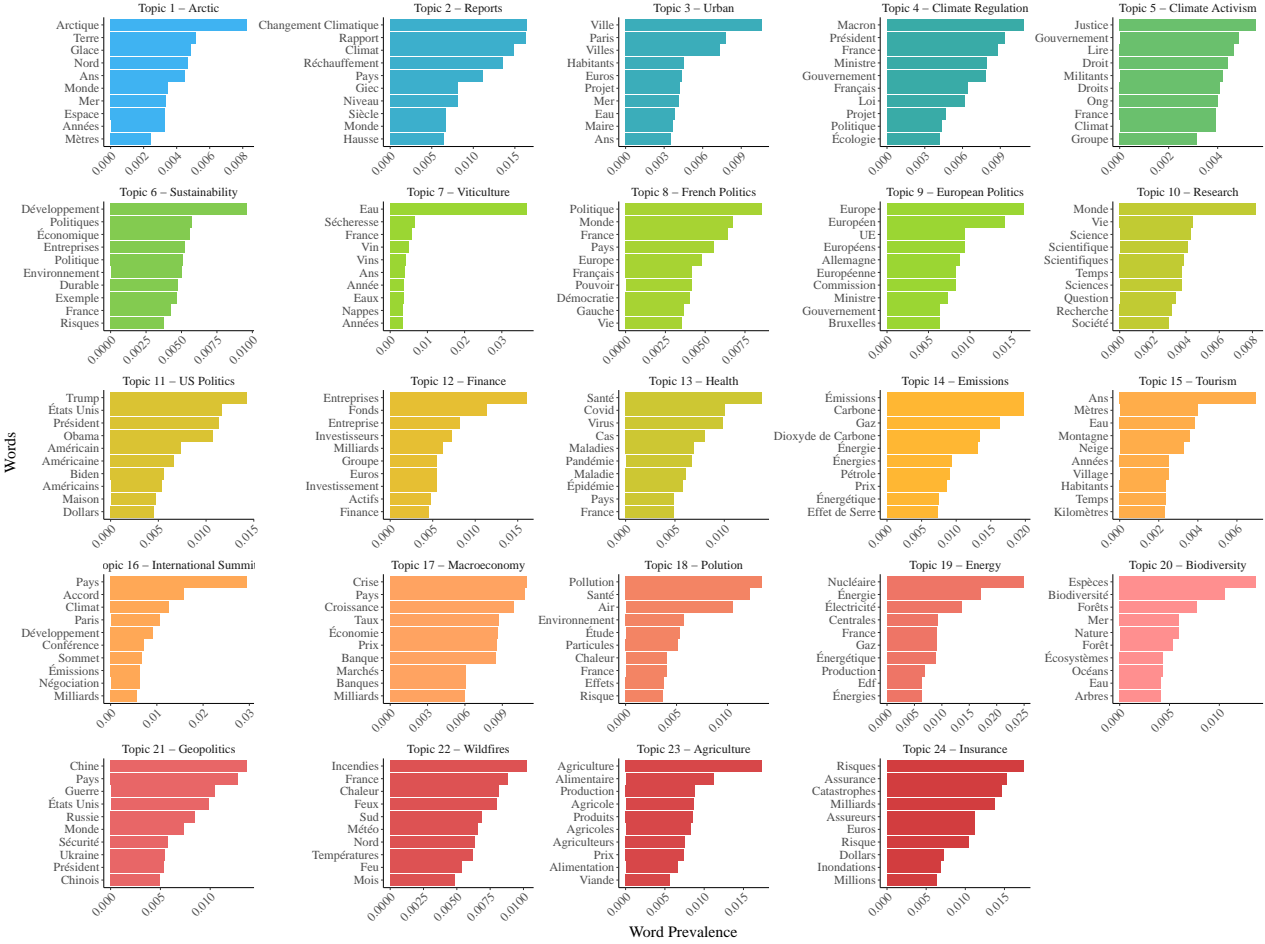 Topic 1 – Arctic
Arctique
Terre
Glace
Nord
Ans
Monde
Mer
Espace
Années
Mètres
0.000 0.002 0.004 0.006 0.008
Topic 2 – Reports
Changement Climatique
Rapport
Climat
Réchauffement
Pays
Giec
Niveau
Siècle
Monde
Hausse
0.000 0.005 0.010 0.015
Topic 3 – Urban
Ville
Paris
Villes
Habitants
Euros
Projet
Mer
Eau
Maire
Ans
0.000 0.003 0.006 0.009
Topic 4 – Climate Regulation
Macron
Président
France
Ministre
Gouvernement
Français
Loi
Projet
Politique
Écologie
0.000 0.003 0.006 0.009
Topic 5 – Climate Activism
Justice
Gouvernement
Lire
Droit
Militants
Droits
Ong
France
Climat
Groupe
0.000 0.002 0.004
Topic 6 – Sustainability
Développement
Politiques
Économique
Entreprises
Politique
Environnement
Durable
Exemple
France
Risques
0.0000 0.0025 0.0050 0.0075 0.0100
Topic 7 – Viticulture
Eau
Sécheresse
France
Vin
Vins
Ans
Année
Eaux
Nappes
Années
0.00 0.01 0.02 0.03
Topic 8 – French Politics
Politique
Monde
France
Pays
Europe
Français
Pouvoir
Démocratie
Gauche
Vie
0.0000 0.0025 0.0050 0.0075
Topic 9 – European Politics
Europe
Européen
UE
Européens
Allemagne
Européenne
Commission
Ministre
Gouvernement
Bruxelles
0.000 0.005 0.010 0.015
Topic 10 – Research
Monde
Vie
Science
Scientifique
Scientifiques
Temps
Sciences
Question
Recherche
Société
0.000 0.002 0.004 0.006 0.008
Words
Topic 11 – US Politics
Trump
États Unis
Président
Obama
Américain
Américaine
Biden
Américains
Maison
Dollars
0.000 0.005 0.010 0.015
Topic 12 – Finance
Entreprises
Fonds
Entreprise
Investisseurs
Milliards
Groupe
Euros
Investissement
Actifs
Finance
0.000 0.005 0.010 0.015
Topic 13 – Health
Santé
Covid
Virus
Cas
Maladies
Pandémie
Maladie
Épidémie
Pays
France
0.000 0.005 0.010
Topic 14 – Emissions
Émissions
Carbone
Gaz
Dioxyde de Carbone
Énergie
Énergies
Pétrole
Prix
Énergétique
Effet de Serre
0.000 0.005 0.010 0.015 0.020
Topic 15 – Tourism
Ans
Mètres
Eau
Montagne
Neige
Années
Village
Habitants
Temps
Kilomètres
0.000 0.002 0.004 0.006
opic 16 – International Summit
Pays
Accord
Climat
Paris
Développement
Conférence
Sommet
Émissions
Négociation
Milliards
0.00 0.01 0.02 0.03
Topic 17 – Macroeconomy
Crise
Pays
Croissance
Taux
Économie
Prix
Banque
Marchés
Banques
Milliards
0.000 0.003 0.006 0.009
Topic 18 – Polution
Pollution
Santé
Air
Environnement
Étude
Particules
Chaleur
France
Effets
Risque
0.000 0.005 0.010
Topic 19 – Energy
Nucléaire
Énergie
Électricité
Centrales
France
Gaz
Énergétique
Production
Edf
Énergies
0.000 0.005 0.010 0.015 0.020 0.025
Topic 20 – Biodiversity
Espèces
Biodiversité
Forêts
Mer
Nature
Forêt
Écosystèmes
Océans
Eau
Arbres
0.000 0.005 0.010
Topic 21 – Geopolitics
Chine
Pays
Guerre
États Unis
Russie
Monde
Sécurité
Ukraine
Président
Chinois
0.000 0.005 0.010
Topic 22 – Wildfires
Incendies
France
Chaleur
Feux
Sud
Météo
Nord
Températures
Feu
Mois
0.0000 0.0025 0.0050 0.0075 0.0100
Topic 23 – Agriculture
Agriculture
Alimentaire
Production
Agricole
Produits
Agricoles
Agriculteurs
Prix
Alimentation
Viande
0.000 0.005 0.010 0.015
Topic 24 – Insurance
Risques
Assurance
Catastrophes
Milliards
Assureurs
Euros
Risque
Dollars
Inondations
Millions
0.000 0.005 0.010 0.015
Word Prevalence